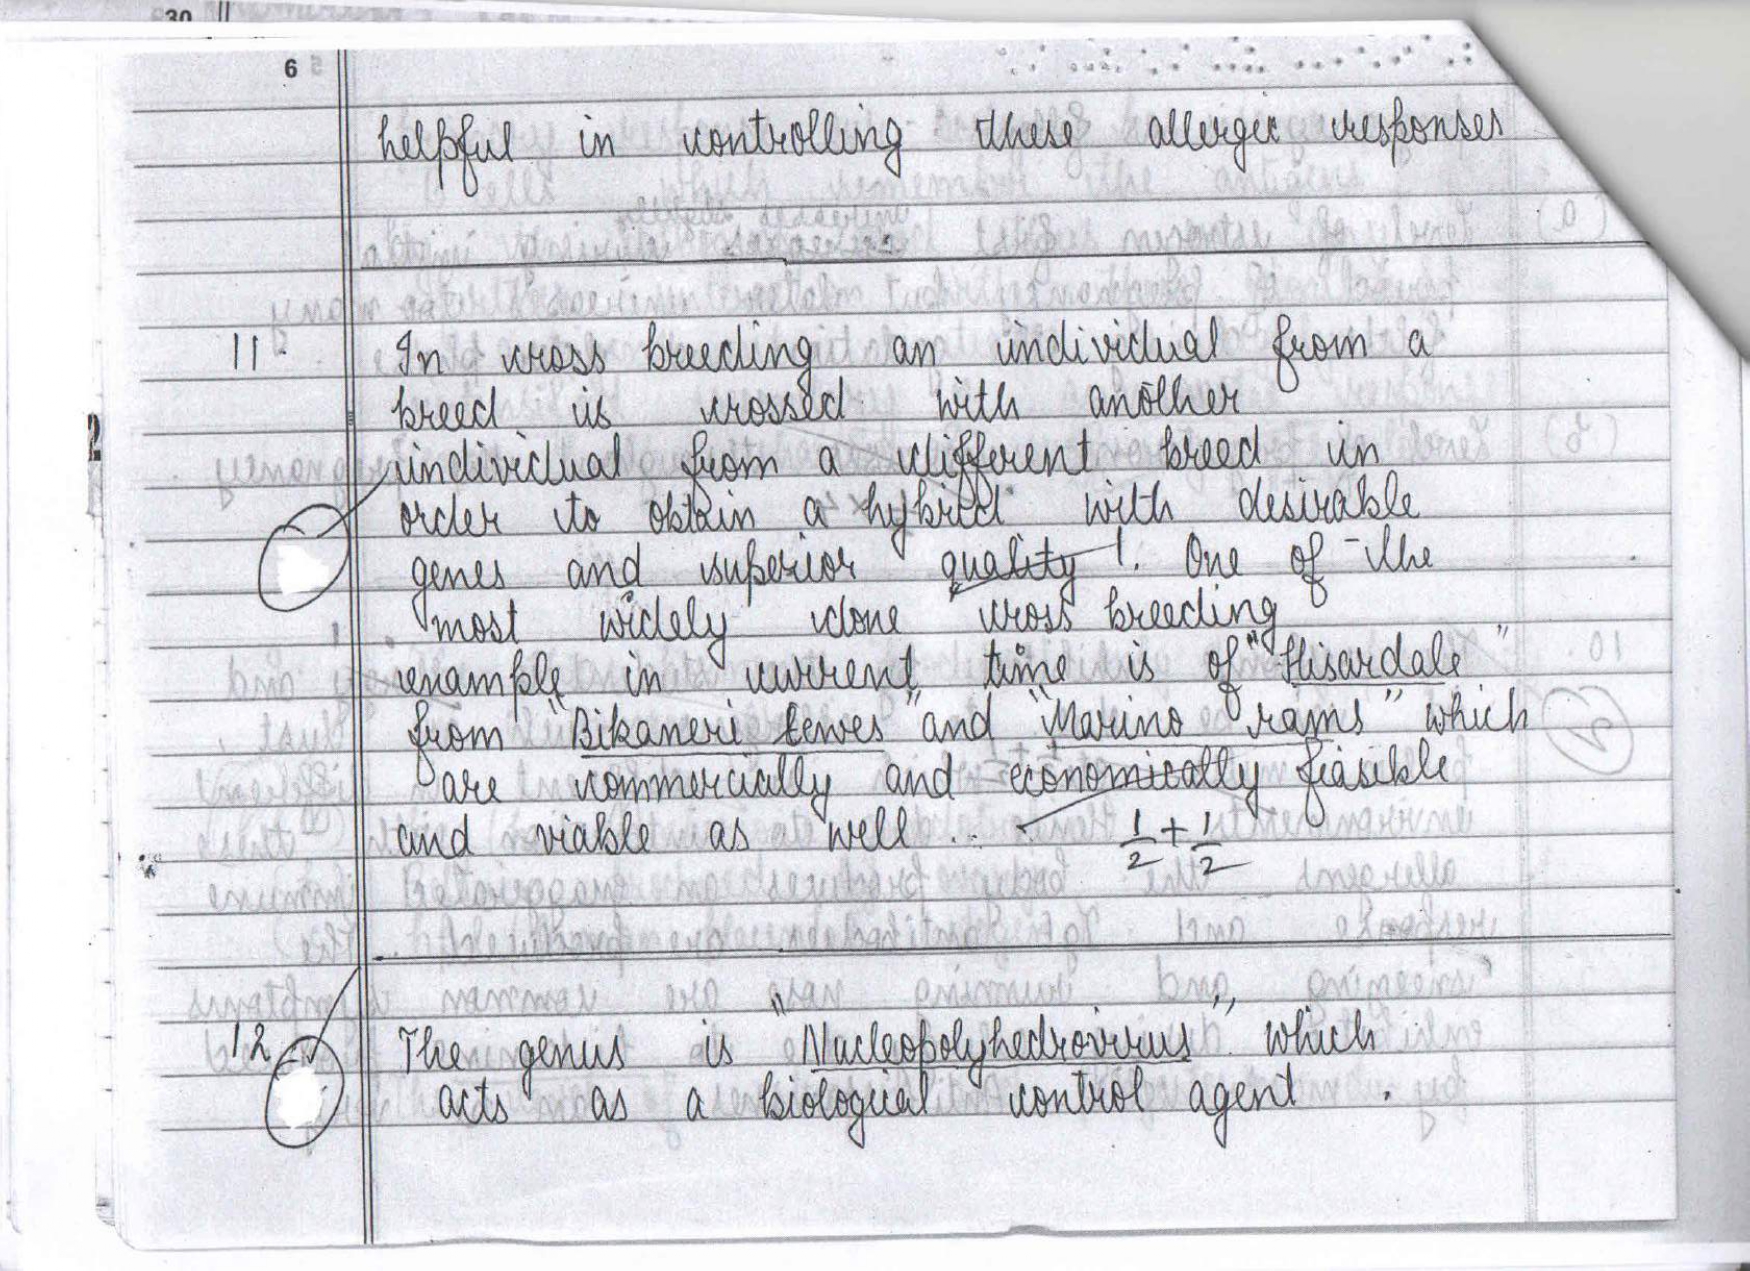 30
6
helpful in controlling these allergic responses
11. In cross breeding an individual from a
breed is crossed with another
individual from a different breed in
order to obtain a hybrid with desirable
genes and superior quality. One of the
most widely done cross breeding
example in current time is of "Hisardale"
from "Bikaneri ewes" and "Marino rams" which
are commercially and economically feasible
and viable as well.
1/2 + 1/2
12. The genus is "Nucleopolyhedrovirus" which
acts as a biological control agent.